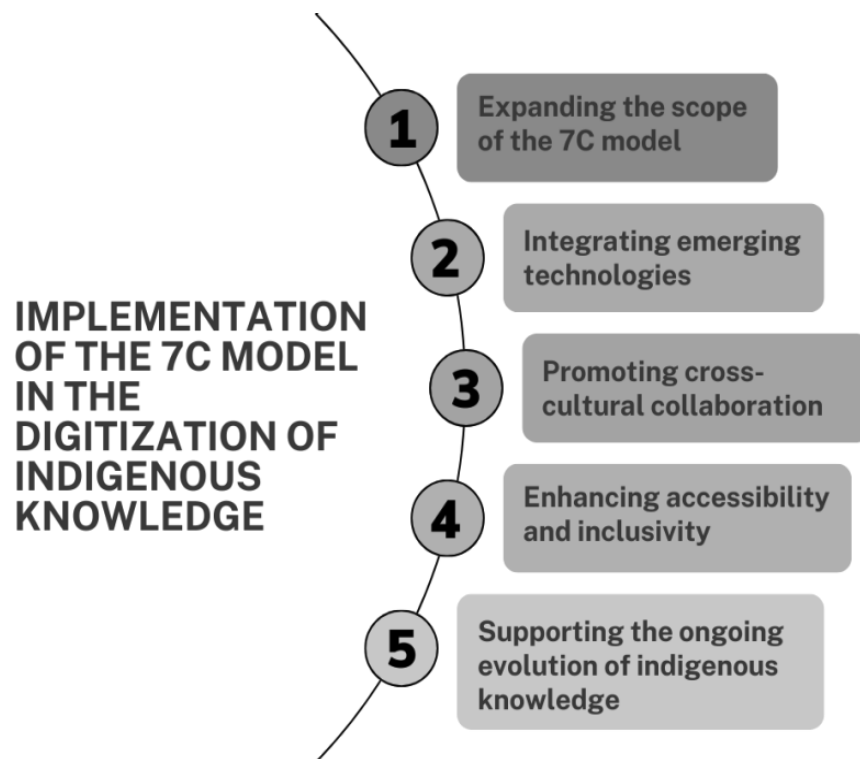 IMPLEMENTATION
OF THE 7C MODEL
IN THE
DIGITIZATION OF
INDIGENOUS
KNOWLEDGE
1
Expanding the scope
of the 7C model
2
Integrating emerging
technologies
3
Promoting cross-
cultural collaboration
4
Enhancing accessibility
and inclusivity
5
Supporting the ongoing
evolution of indigenous
knowledge